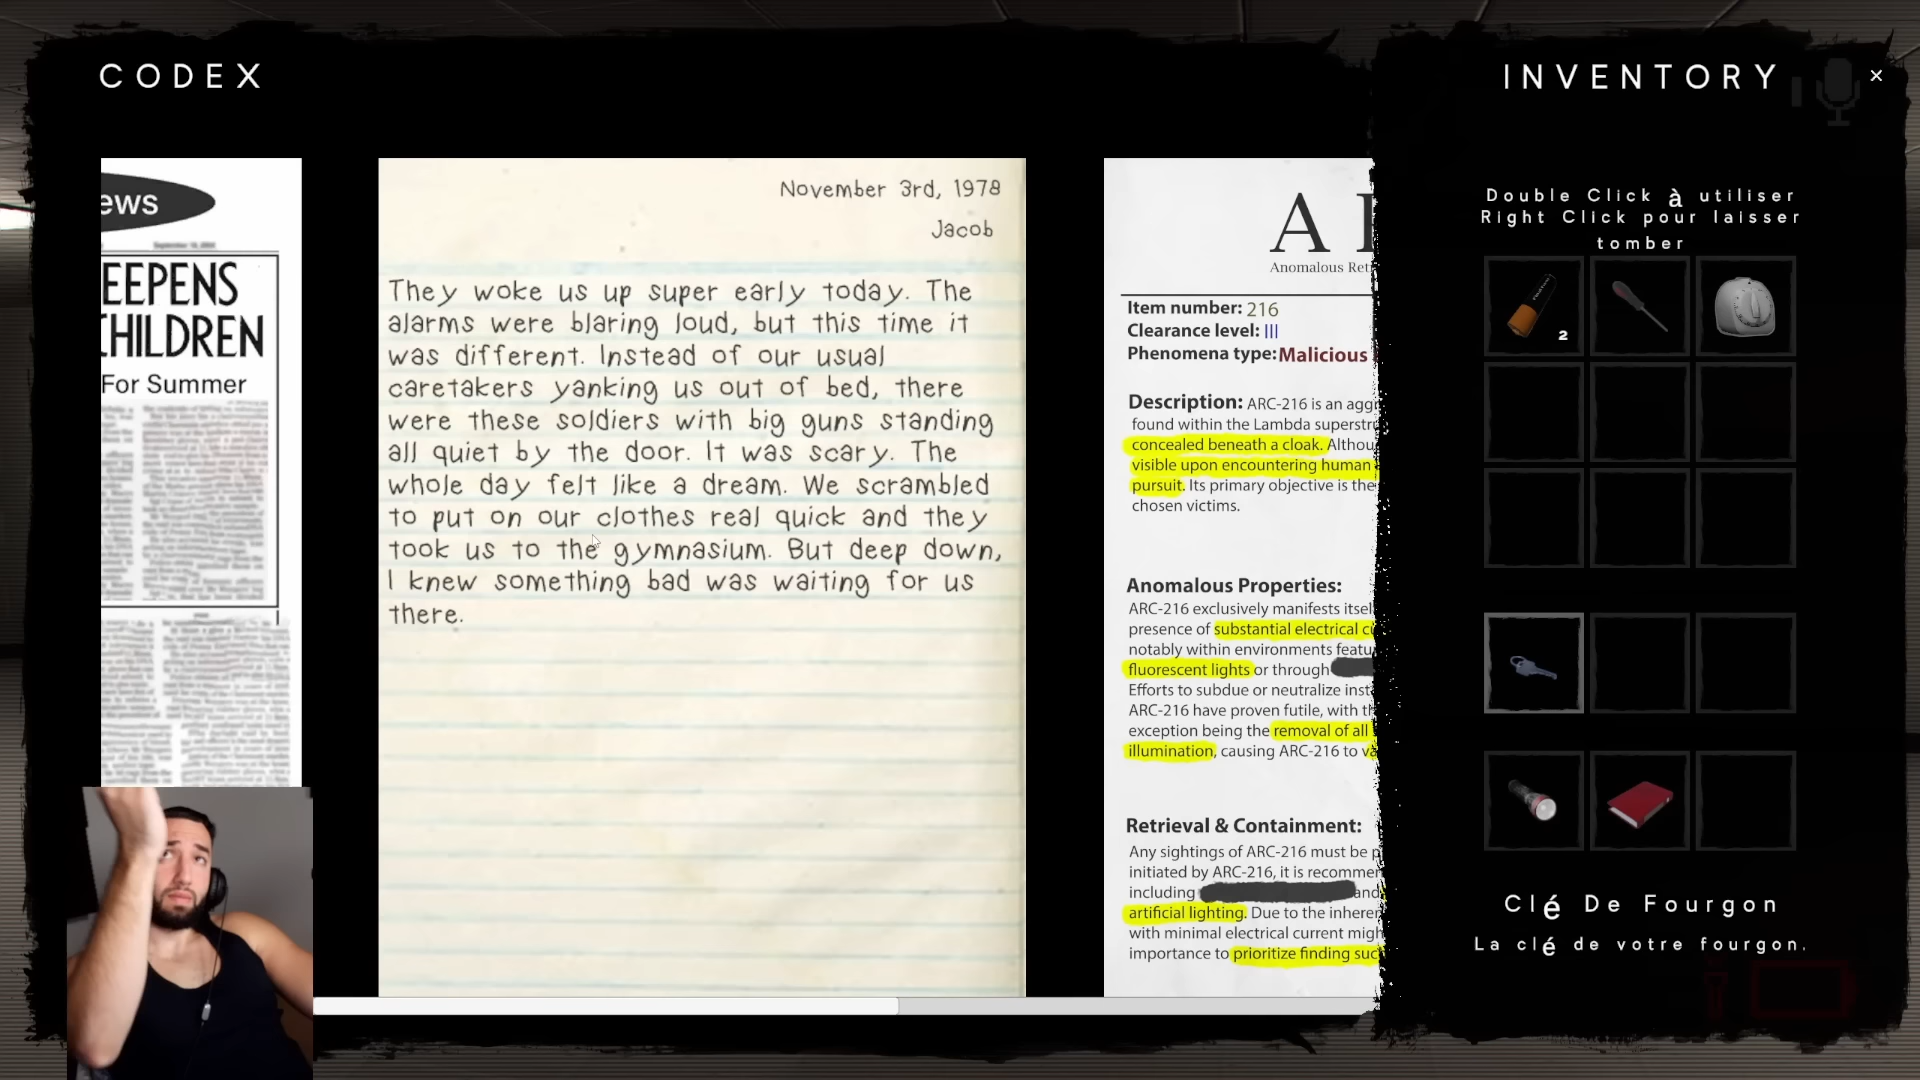 CODEX
INVENTORY
ews
EEPENS
CHILDREN
For Summer
November 3rd, 1978
Jacob
They woke us up super early today. The
alarms were blaring loud, but this time it
was different. Instead of our usual
caretakers yanking us out of bed, there
were these soldiers with big guns standing
all quiet by the door. It was scary. The
whole day felt like a dream. We scrambled
to put on our clothes real quick and they
took us to the gymnasium. But deep down,
I knew something bad was waiting for us
there.
A
Anomalous Ret
Item number: 216
Clearance level: III
Phenomena type: Malicious
Description: ARC-216 is an aggr
found within the Lambda superstru
concealed beneath a cloak. Althou
visible upon encountering human
pursuit. Its primary objective is the
chosen victims.
Anomalous Properties:
ARC-216 exclusively manifests itsel
presence of substantial electrical cu
notably within environments featu
fluorescent lights or through
Efforts to subdue or neutralize inst
ARC-216 have proven futile, with th
exception being the removal of all
illumination, causing ARC-216 to va
Retrieval & Containment:
Any sightings of ARC-216 must be p
initiated by ARC-216, it is recommen
including and
artificial lighting. Due to the inheren
with minimal electrical current migh
importance to prioritize finding suc
Double Click à utiliser
Right Click pour laisser
tomber
2
Clé De Fourgon
La clé de votre fourgon.